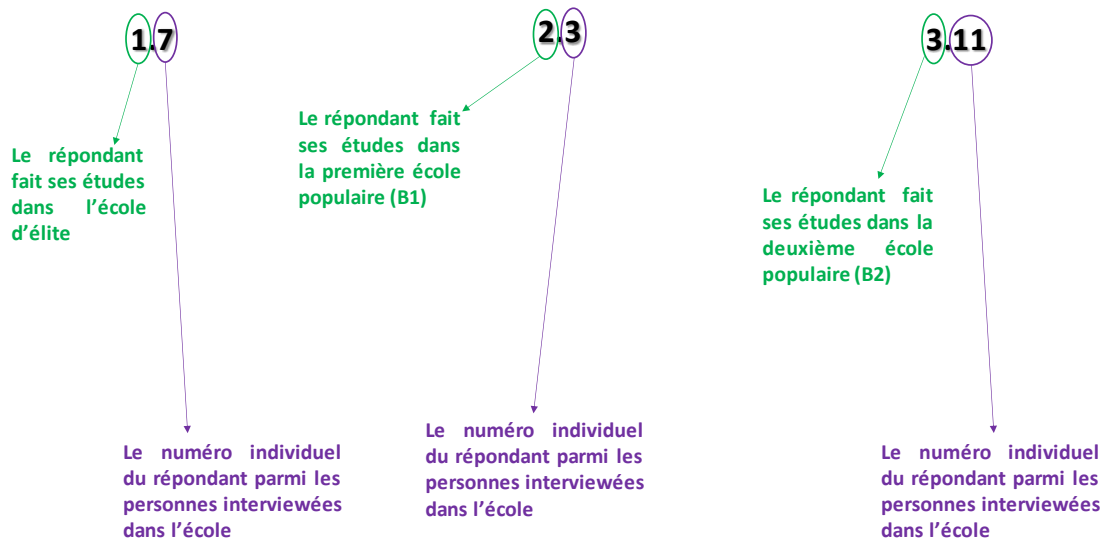 1.7
2.3
3.11
Le répondant
fait ses études
dans l’école
d’élite
Le répondant fait
ses études dans
la première école
populaire (B1)
Le répondant fait
ses études dans la
deuxième école
populaire (B2)
Le numéro individuel
du répondant parmi les
personnes interviewées
dans l’école
Le numéro individuel
du répondant parmi les
personnes interviewées
dans l’école
Le numéro individuel
du répondant parmi les
personnes interviewées
dans l’école